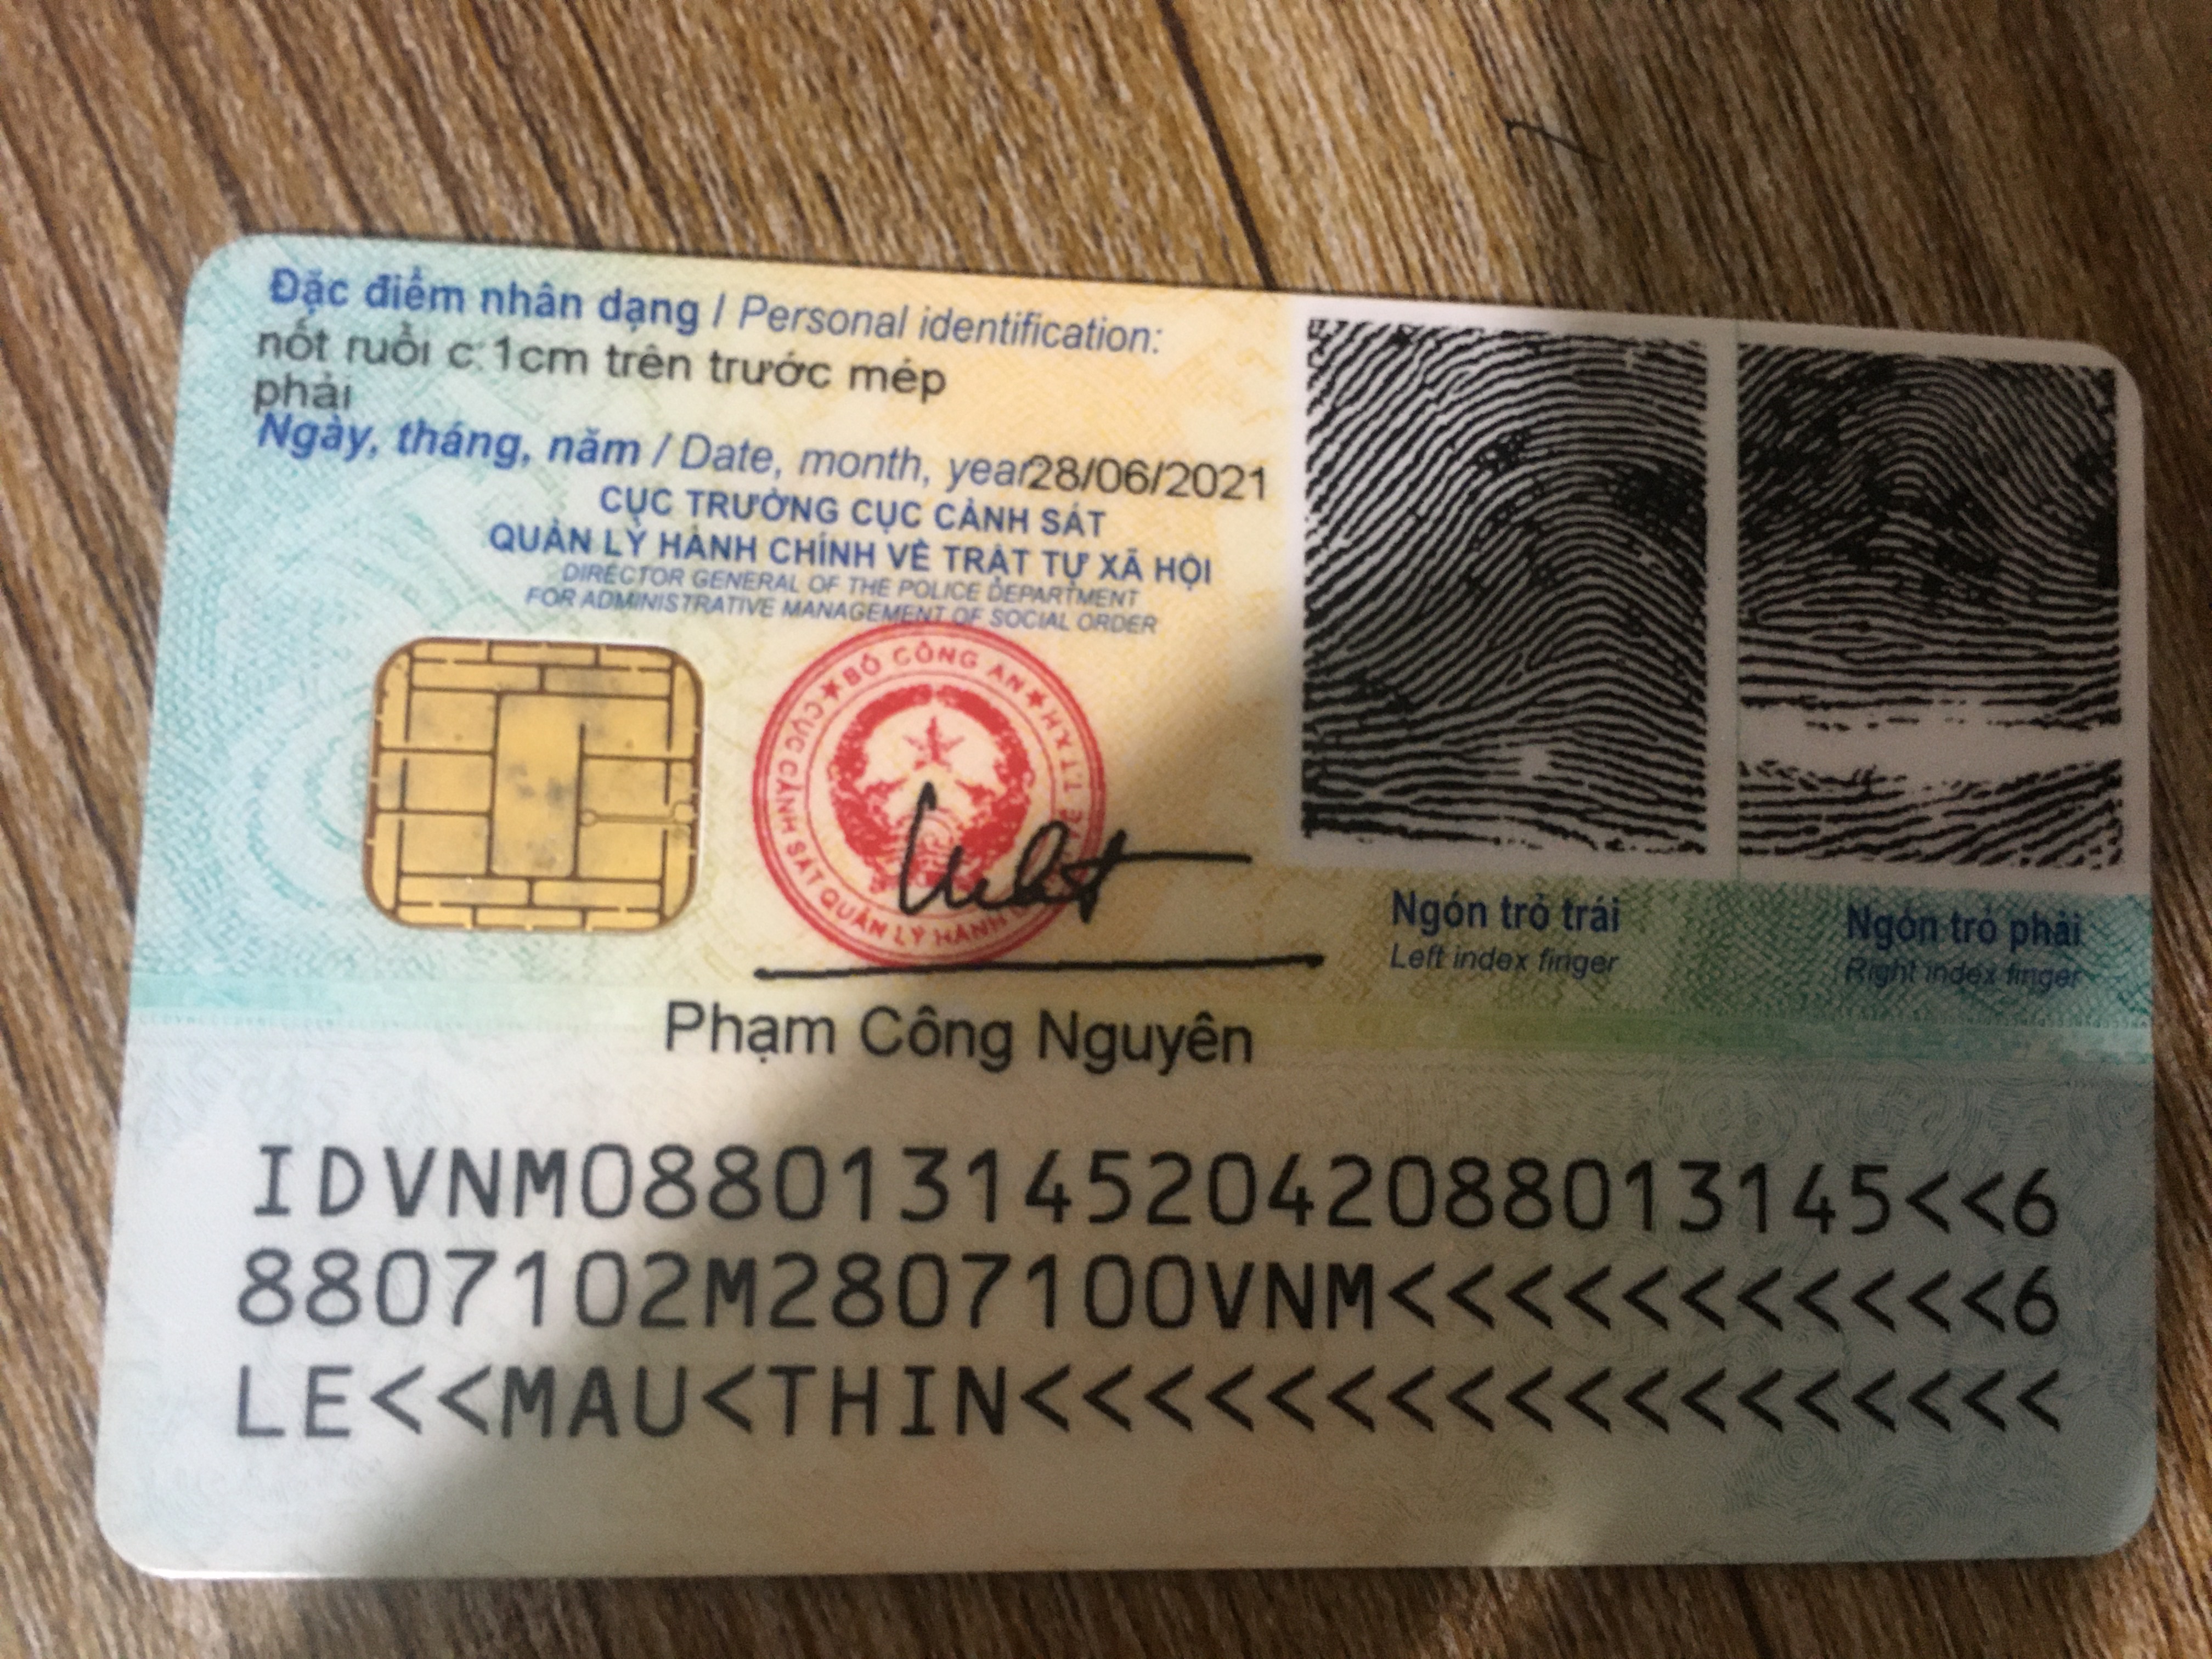 Đặc điểm nhân dạng / Personal identification:
nốt ruồi c:1cm trên trước mép
phải
Ngày, tháng, năm / Date, month, year 28/06/2021
CỤC TRƯỞNG CỤC CẢNH SÁT
QUẢN LÝ HÀNH CHÍNH VỀ TRẬT TỰ XÃ HỘI
DIRECTOR GENERAL OF THE POLICE DEPARTMENT
FOR ADMINISTRATIVE MANAGEMENT OF SOCIAL ORDER
★ BỘ CÔNG AN ★
CỤC CẢNH SÁT QUẢN LÝ HÀNH VỀ T.T X.H
Phạm Công Nguyên
Ngón trỏ trái
Left index finger
Ngón trỏ phải
Right index finger
IDVNM0880131452042088013145<<6
8807102M2807100VNM<<<<<<<<<<<6
LE<<MAU<THIN<<<<<<<<<<<<<<<<<<